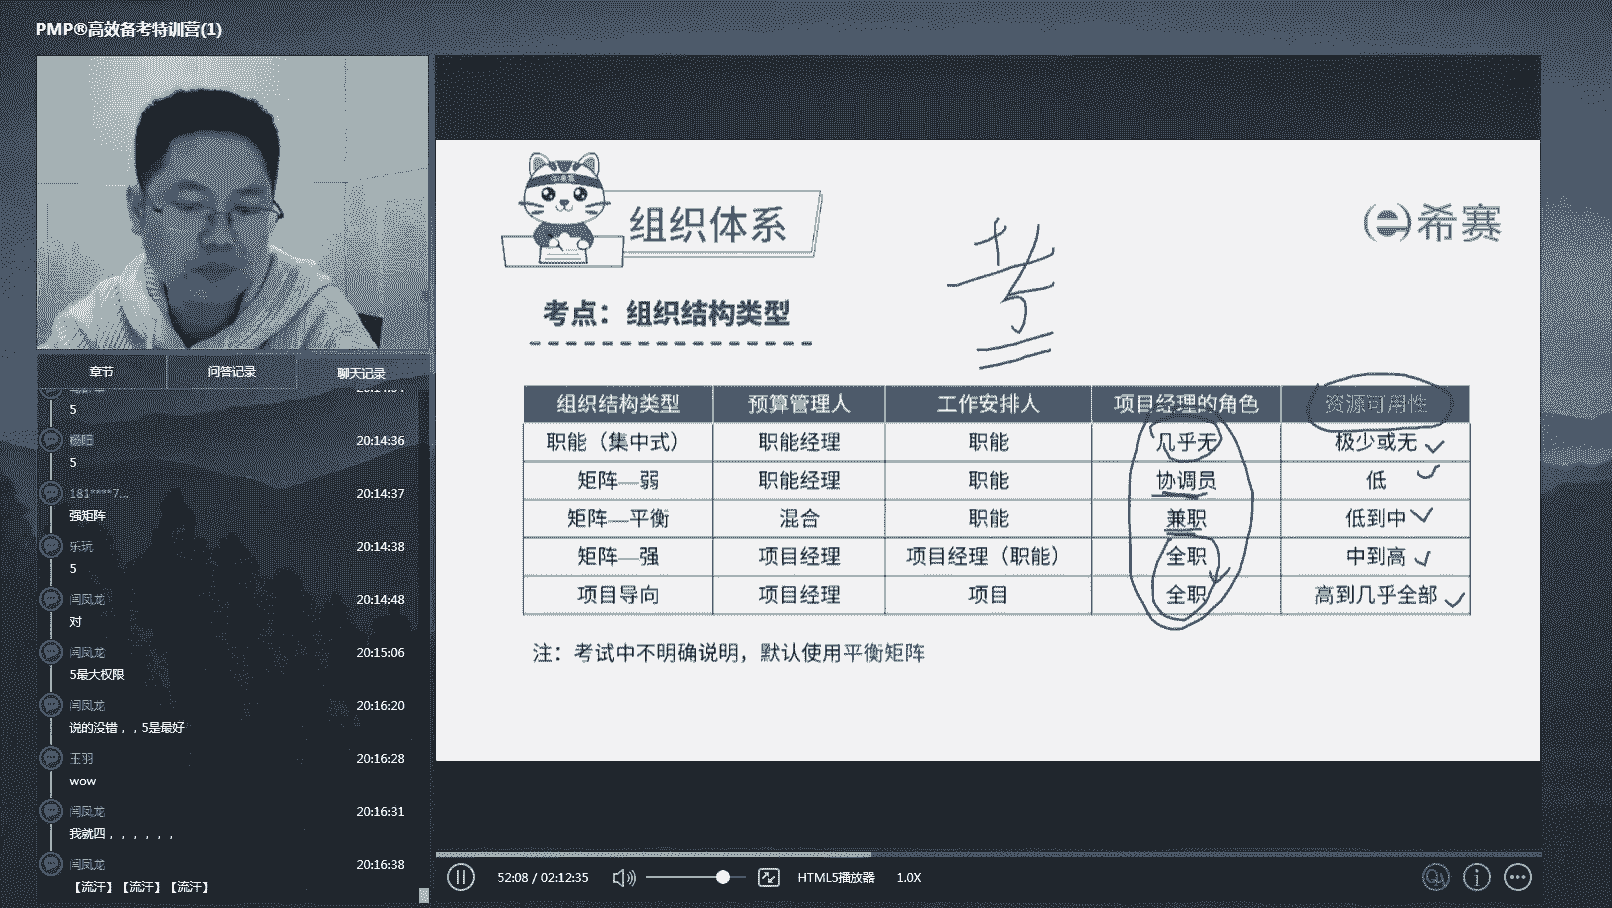 PMP®高效备考特训营(1)
章节 问答记录 聊天记录
5
杨阳 20:14:36
5
181****7... 20:14:37
强矩阵
乐玩 20:14:38
5
闫凤龙 20:14:48
对
闫凤龙 20:15:06
5最大权限
闫凤龙 20:16:20
说的没错，，5是最好
王羽 20:16:28
wow
闫凤龙 20:16:31
我就四，，，，，，
闫凤龙 20:16:38
【流汗】【流汗】【流汗】
组织体系
希赛
考
考点：组织结构类型
组织结构类型 预算管理人 工作安排人 项目经理的角色 资源可用性
职能（集中式） 职能经理 职能 几乎无 极少或无
矩阵—弱 职能经理 职能 协调员 低
矩阵—平衡 混合 职能 兼职 低到中
矩阵—强 项目经理 项目经理（职能） 全职 中到高
项目导向 项目经理 项目 全职 高到几乎全部
注：考试中不明确说明，默认使用平衡矩阵
52:08 / 02:12:35 HTML5播放器 1.0X